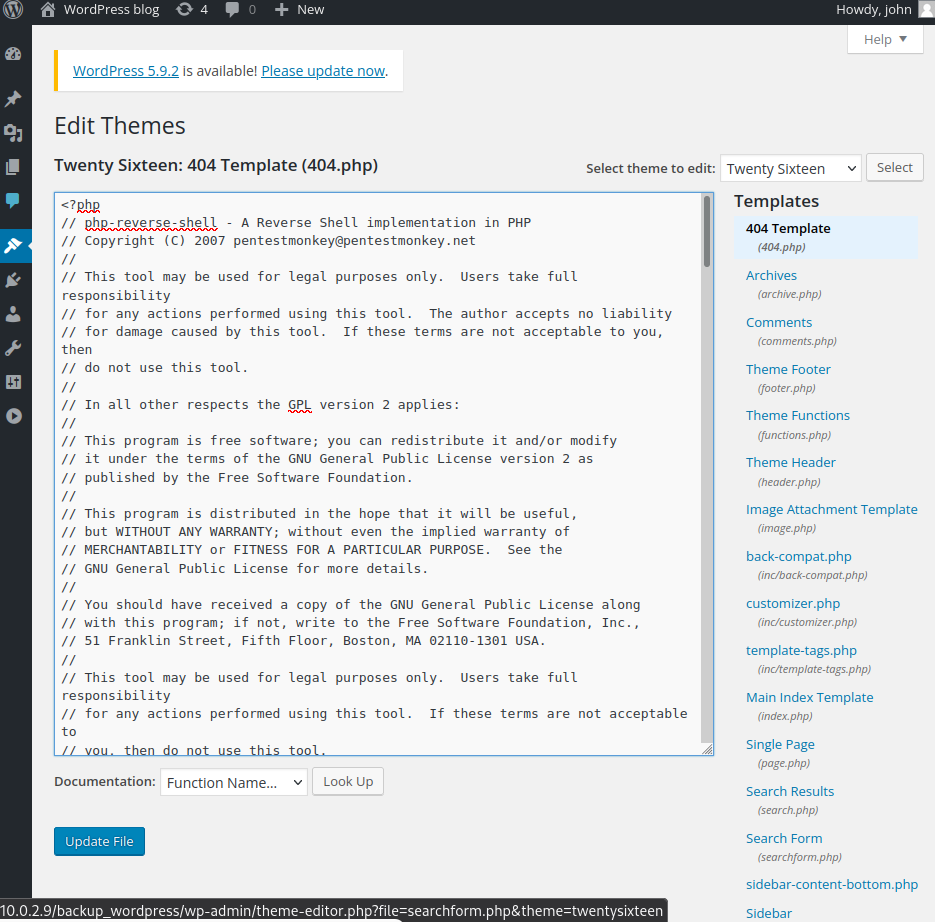 WordPress blog 4 0 New Howdy, john
Help
WordPress 5.9.2 is available! Please update now.
Edit Themes
Twenty Sixteen: 404 Template (404.php)
Select theme to edit: Twenty Sixteen Select
<?php
// php-reverse-shell - A Reverse Shell implementation in PHP
// Copyright (C) 2007 pentestmonkey@pentestmonkey.net
//
// This tool may be used for legal purposes only.  Users take full
responsibility
// for any actions performed using this tool.  The author accepts no liability
// for damage caused by this tool.  If these terms are not acceptable to you,
then
// do not use this tool.
//
// In all other respects the GPL version 2 applies:
//
// This program is free software; you can redistribute it and/or modify
// it under the terms of the GNU General Public License version 2 as
// published by the Free Software Foundation.
//
// This program is distributed in the hope that it will be useful,
// but WITHOUT ANY WARRANTY; without even the implied warranty of
// MERCHANTABILITY or FITNESS FOR A PARTICULAR PURPOSE.  See the
// GNU General Public License for more details.
//
// You should have received a copy of the GNU General Public License along
// with this program; if not, write to the Free Software Foundation, Inc.,
// 51 Franklin Street, Fifth Floor, Boston, MA 02110-1301 USA.
//
// This tool may be used for legal purposes only.  Users take full
responsibility
// for any actions performed using this tool.  If these terms are not acceptable
to
// you, then do not use this tool.
Templates
404 Template
(404.php)
Archives
(archive.php)
Comments
(comments.php)
Theme Footer
(footer.php)
Theme Functions
(functions.php)
Theme Header
(header.php)
Image Attachment Template
(image.php)
back-compat.php
(inc/back-compat.php)
customizer.php
(inc/customizer.php)
template-tags.php
(inc/template-tags.php)
Main Index Template
(index.php)
Single Page
(page.php)
Search Results
(search.php)
Search Form
(searchform.php)
sidebar-content-bottom.php
Sidebar
Documentation: Function Name... Look Up
Update File
10.0.2.9/backup_wordpress/wp-admin/theme-editor.php?file=searchform.php&theme=twentysixteen